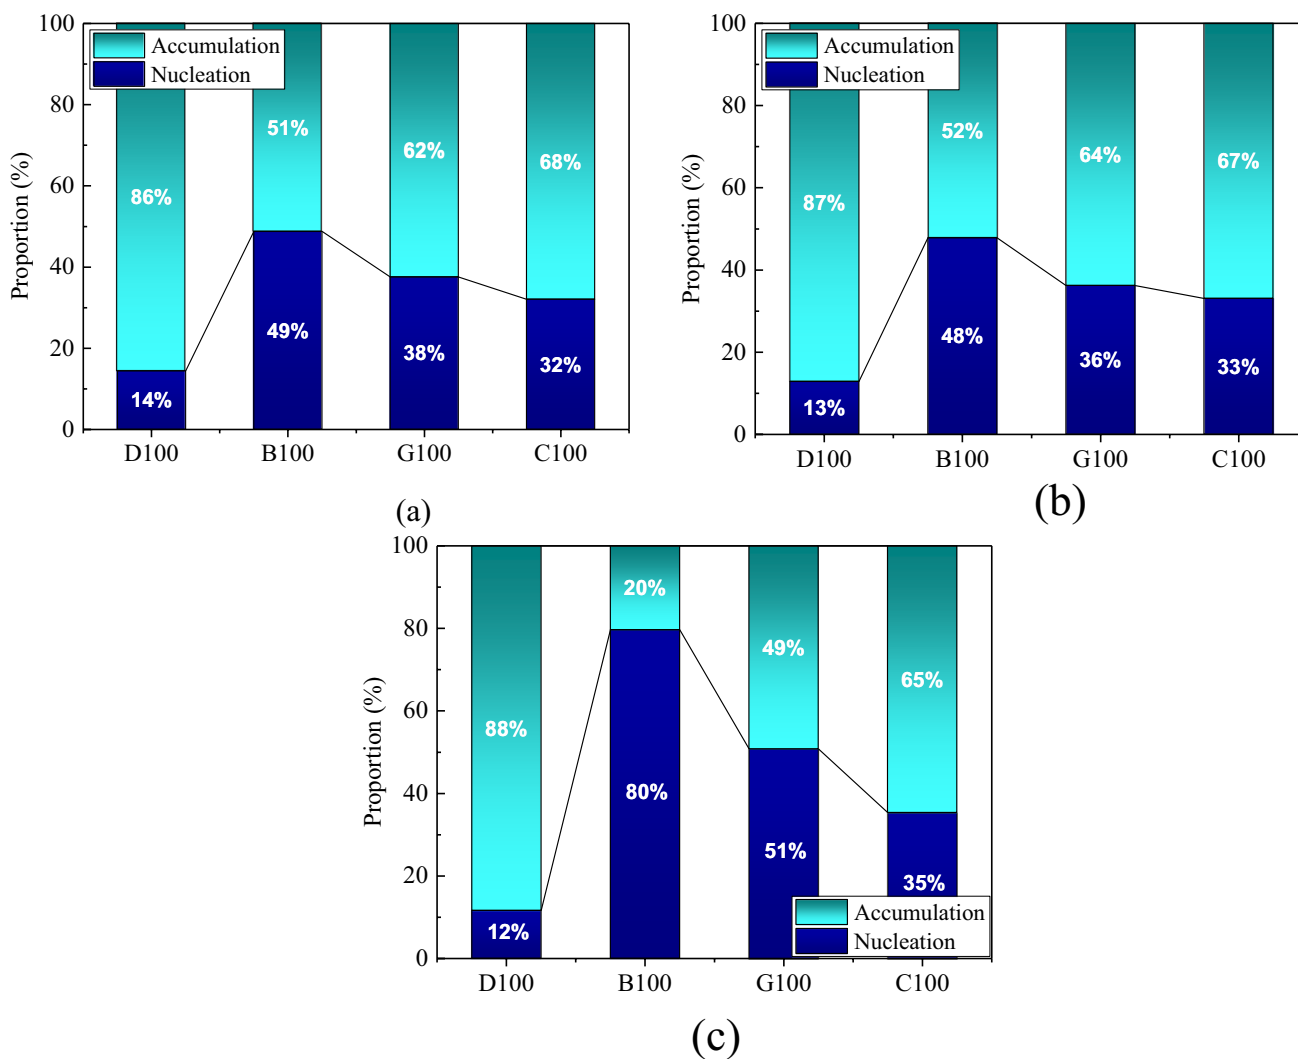 100
80
60
40
20
0
Proportion (%)
Accumulation
Nucleation
86%
14%
51%
49%
62%
38%
68%
32%
D100 B100 G100 C100
(a)
100
80
60
40
20
0
Proportion (%)
Accumulation
Nucleation
87%
13%
52%
48%
64%
36%
67%
33%
D100 B100 G100 C100
(b)
100
80
60
40
20
0
Proportion (%)
88%
12%
20%
80%
49%
51%
65%
35%
Accumulation
Nucleation
D100 B100 G100 C100
(c)